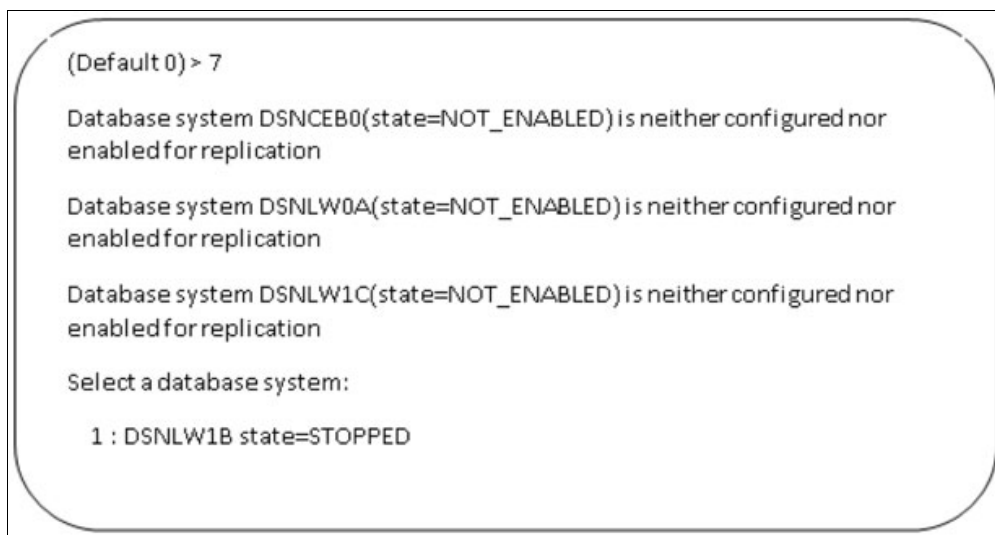 (Default 0) > 7
Database system DSNCEB0(state=NOT_ENABLED) is neither configured nor
enabled for replication
Database system DSNLW0A(state=NOT_ENABLED) is neither configured nor
enabled for replication
Database system DSNLW1C(state=NOT_ENABLED) is neither configured nor
enabled for replication
Select a database system:
1 : DSNLW1B state=STOPPED